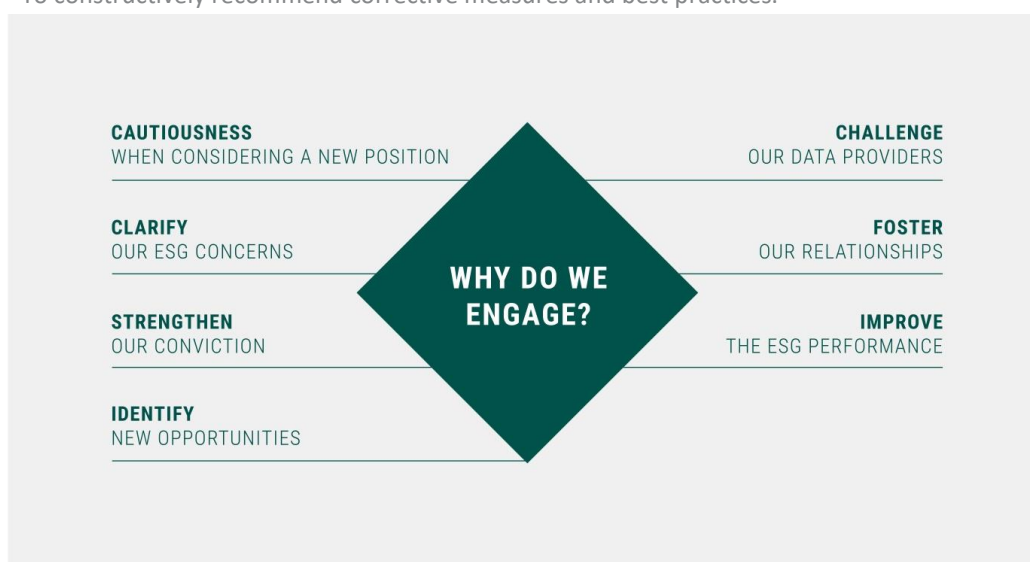 To constructively recommend corrective measures and best practices.
CAUTIOUSNESS
WHEN CONSIDERING A NEW POSITION
CLARIFY
OUR ESG CONCERNS
STRENGTHEN
OUR CONVICTION
IDENTIFY
NEW OPPORTUNITIES
WHY DO WE
ENGAGE?
CHALLENGE
OUR DATA PROVIDERS
FOSTER
OUR RELATIONSHIPS
IMPROVE
THE ESG PERFORMANCE